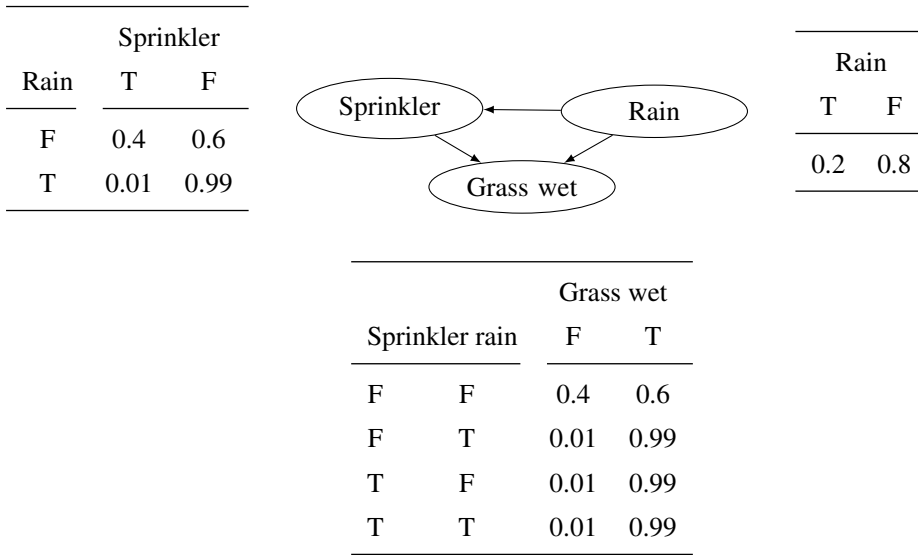 Sprinkler
Rain T F
F 0.4 0.6
T 0.01 0.99
Sprinkler
Rain
Grass wet
Rain
T F
0.2 0.8
Grass wet
Sprinkler rain F T
F F 0.4 0.6
F T 0.01 0.99
T F 0.01 0.99
T T 0.01 0.99